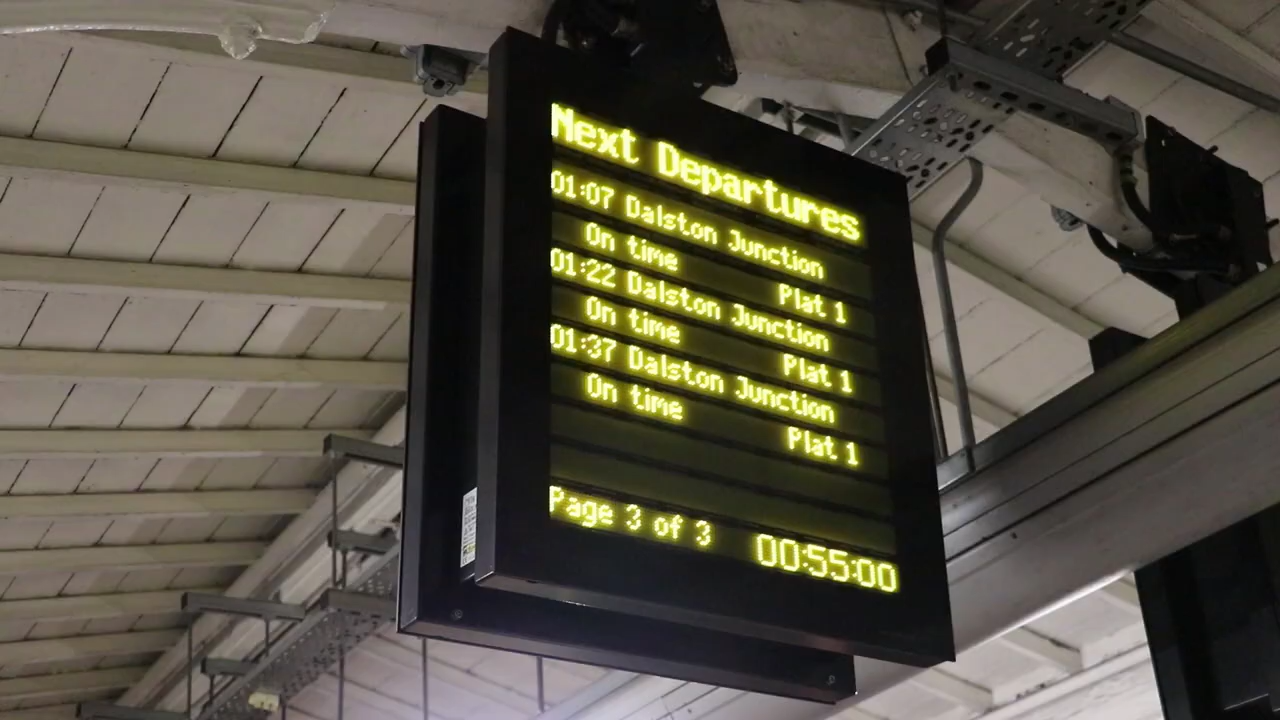 Next Departures
01:07 Dalston Junction
On time
Plat 1
01:22 Dalston Junction
On time
Plat 1
01:37 Dalston Junction
On time
Plat 1
Page 3 of 3 00:55:00